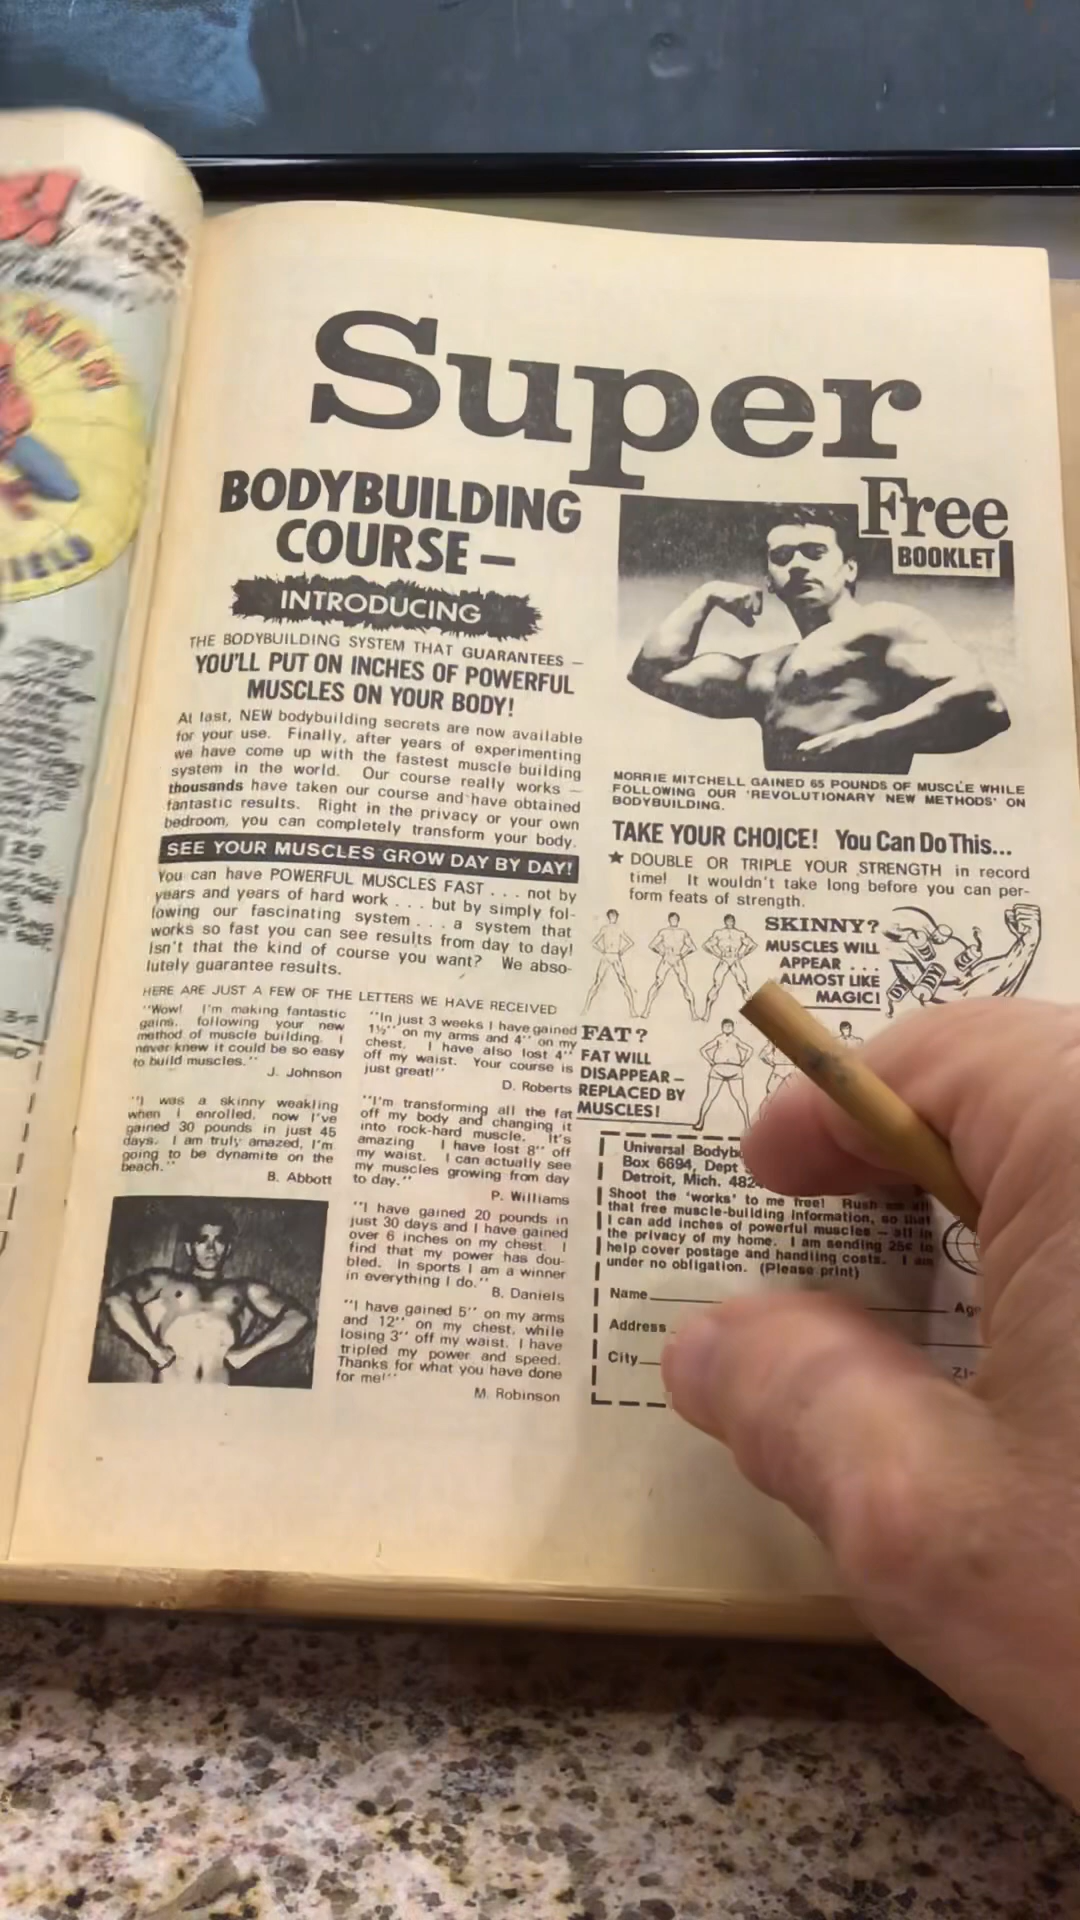 Super
BODYBUILDING
COURSE —
INTRODUCING
THE BODYBUILDING SYSTEM THAT GUARANTEES —
YOU'LL PUT ON INCHES OF POWERFUL
MUSCLES ON YOUR BODY!
At last, NEW bodybuilding secrets are now available
for your use. Finally, after years of experimenting
we have come up with the fastest muscle building
system in the world. Our course really works —
thousands have taken our course and have obtained
fantastic results. Right in the privacy or your own
bedroom, you can completely transform your body.
SEE YOUR MUSCLES GROW DAY BY DAY!
You can have POWERFUL MUSCLES FAST . . . not by
years and years of hard work . . . but by simply fol-
lowing our fascinating system . . . a system that
works so fast you can see results from day to day!
Isn't that the kind of course you want? We abso-
lutely guarantee results.
HERE ARE JUST A FEW OF THE LETTERS WE HAVE RECEIVED
"Wow! I'm making fantastic
gains, following your new
method of muscle building. I
never knew it could be so easy
to build muscles."
J. Johnson
"I was a skinny weakling
when I enrolled, now I've
gained 30 pounds in just 45
days. I am truly amazed, I'm
going to be dynamite on the
beach."
B. Abbott
"In just 3 weeks I have gained
1½" on my arms and 4" on my
chest. I have also lost 4"
off my waist. Your course is
just great!"
D. Roberts
"I'm transforming all the fat
off my body and changing it
into rock-hard muscle. It's
amazing I have lost 8" off
my waist. I can actually see
my muscles growing from day
to day."
P. Williams
"I have gained 20 pounds in
just 30 days and I have gained
over 6 inches on my chest. I
find that my power has dou-
bled. In sports I am a winner
in everything I do."
B. Daniels
"I have gained 5" on my arms
and 12" on my chest, while
losing 3" off my waist. I have
tripled my power and speed.
Thanks for what you have done
for me!"
M. Robinson
Free
BOOKLET
MORRIE MITCHELL GAINED 65 POUNDS OF MUSCLE WHILE
FOLLOWING OUR 'REVOLUTIONARY NEW METHODS' ON
BODYBUILDING.
TAKE YOUR CHOICE! You Can Do This...
★ DOUBLE OR TRIPLE YOUR STRENGTH in record
time! It wouldn't take long before you can per-
form feats of strength.
SKINNY?
MUSCLES WILL
APPEAR . . .
ALMOST LIKE
MAGIC!
FAT?
FAT WILL
DISAPPEAR —
REPLACED BY
MUSCLES!
Universal
Box 6694, Dept
Detroit, Mich.
Shoot the 'works' to me free! Rush me all
that free muscle-building information, so that
I can add inches of powerful muscles — all in
the privacy of my home. I am sending 25¢ to
help cover postage and handling costs. I am
under no obligation. (Please print)
Name
Address
City